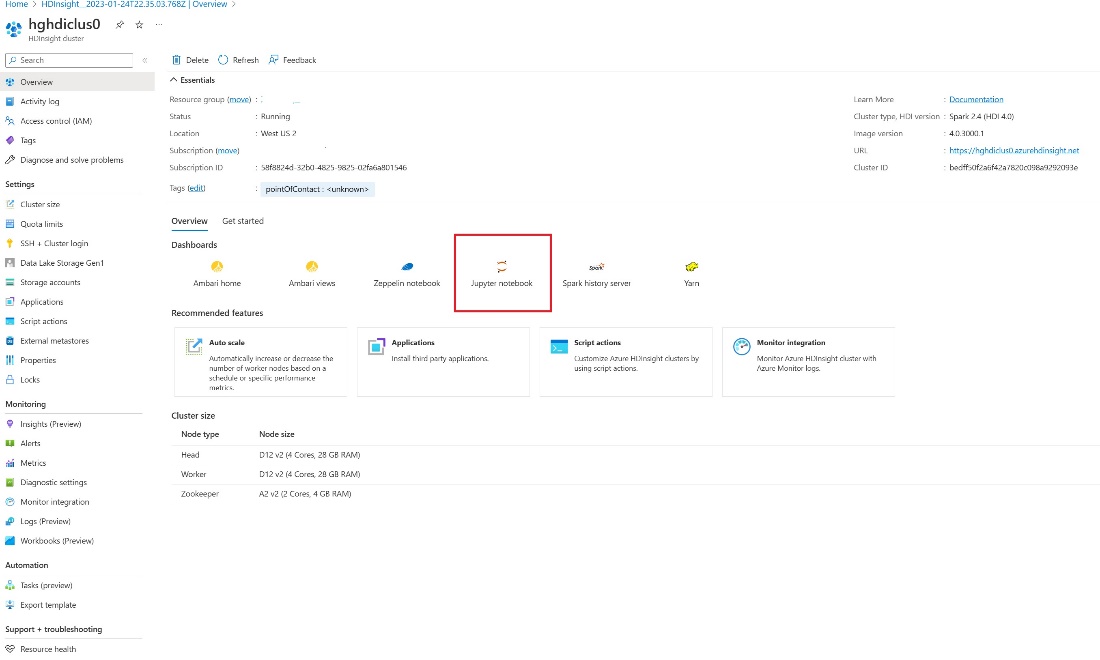 Home > HDInsight_2023-01-24T22.35.03.768Z | Overview >
hghdiclus0
HDInsight cluster
Search
Overview
Activity log
Access control (IAM)
Tags
Diagnose and solve problems
Settings
Cluster size
Quota limits
SSH + Cluster login
Data Lake Storage Gen1
Storage accounts
Applications
Script actions
External metastores
Properties
Locks
Monitoring
Insights (Preview)
Alerts
Metrics
Diagnostic settings
Monitor integration
Logs (Preview)
Workbooks (Preview)
Automation
Tasks (preview)
Export template
Support + troubleshooting
Resource health
Delete Refresh Feedback
Essentials
Resource group (move) :
Status : Running
Location : West US 2
Subscription (move)
Subscription ID : 58f8824d-32b0-4825-9825-02fa6a801546
Tags (edit) : pointOfContact : <unknown>
Learn More : Documentation
Cluster type, HDI version : Spark 2.4 (HDI 4.0)
Image version : 4.0.3000.1
URL : https://hghdiclus0.azurehdinsight.net
Cluster ID : bedff50f2a6f42a7820c098a9292093e
Overview Get started
Dashboards
Ambari home
Ambari views
Zeppelin notebook
Jupyter notebook
Spark
Spark history server
Yarn
Recommended features
Auto scale
Automatically increase or decrease the
number of worker nodes based on a
schedule or specific performance
metrics.
Applications
Install third party applications.
Script actions
Customize Azure HDInsight clusters by
using script actions.
Monitor integration
Monitor Azure HDInsight cluster with
Azure Monitor logs.
Cluster size
Node type Node size
Head D12 v2 (4 Cores, 28 GB RAM)
Worker D12 v2 (4 Cores, 28 GB RAM)
Zookeeper A2 v2 (2 Cores, 4 GB RAM)